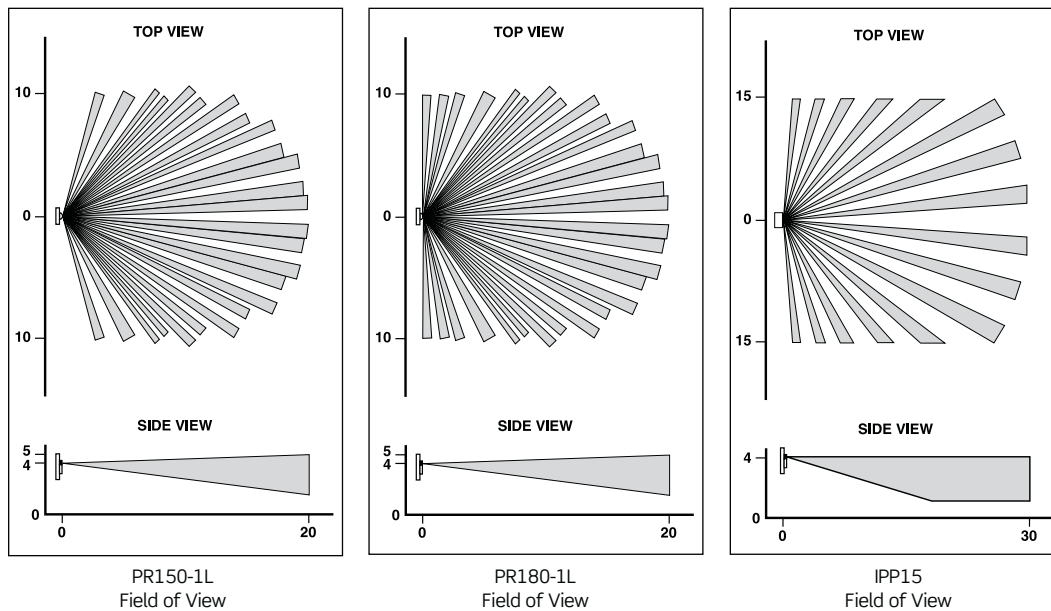 TOP VIEW
10
0
10
SIDE VIEW
5
4
0
0
20
PR150-1L
Field of View
TOP VIEW
10
0
10
SIDE VIEW
5
4
0
0
20
PR180-1L
Field of View
TOP VIEW
15
0
15
SIDE VIEW
4
0
0
30
IPP15
Field of View